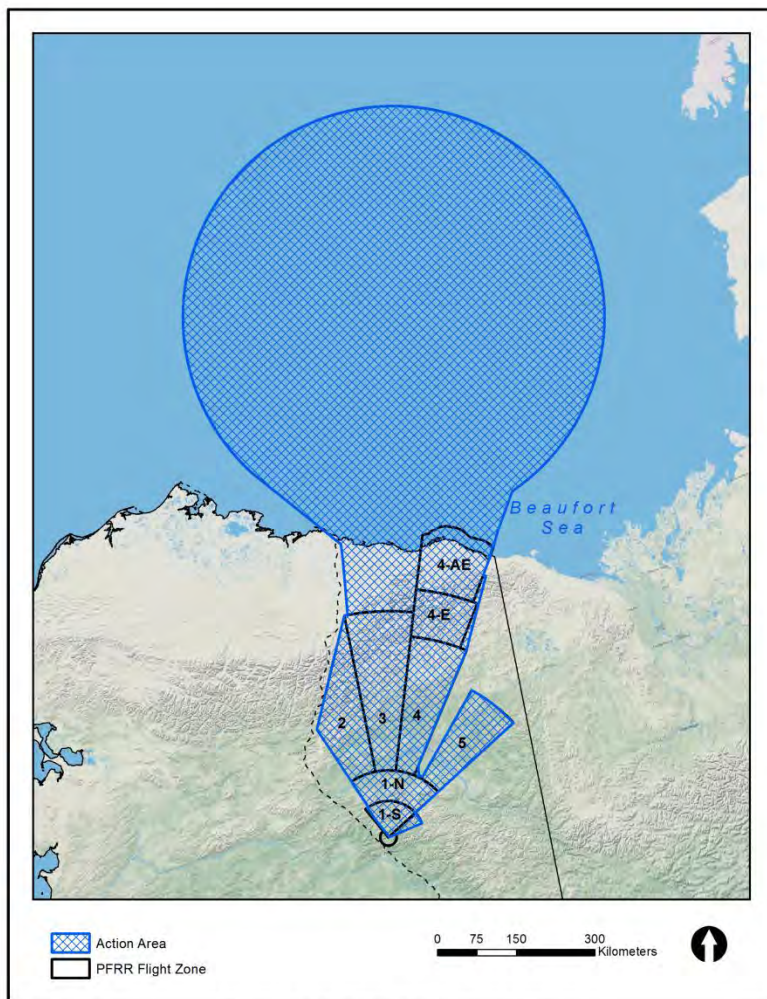 Beaufort
Sea
4-AE
4-E
2
3
4
5
1-N
1-S
Action Area
PFRR Flight Zone
0 75 150 300
Kilometers